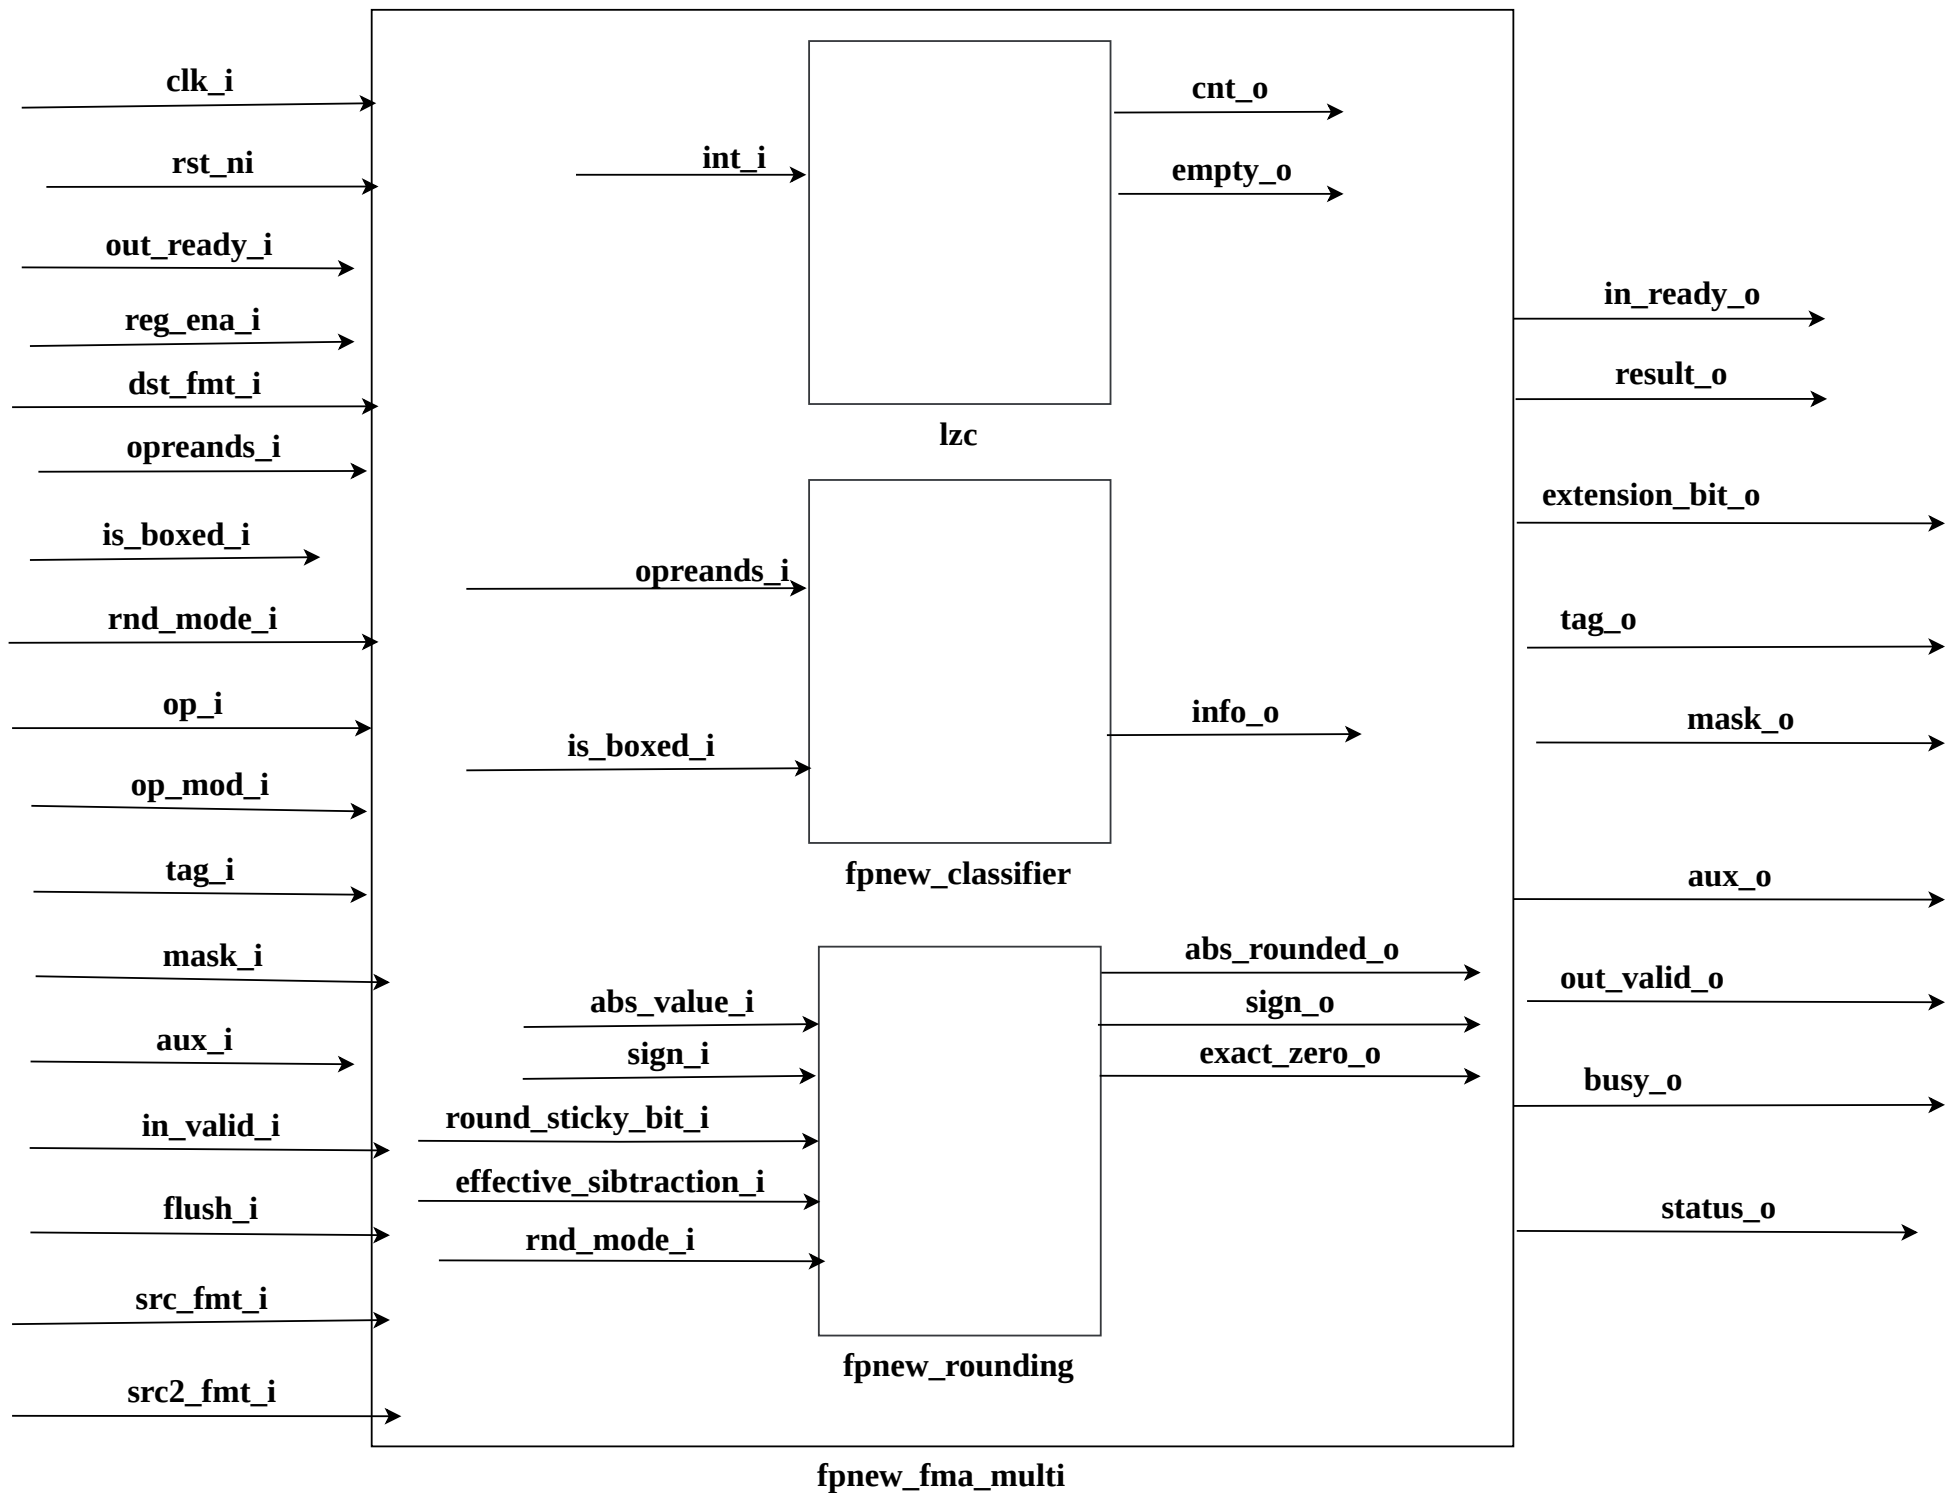 clk_i
rst_ni
out_ready_i
reg_ena_i
dst_fmt_i
opreands_i
is_boxed_i
rnd_mode_i
op_i
op_mod_i
tag_i
mask_i
aux_i
in_valid_i
flush_i
src_fmt_i
src2_fmt_i
int_i
cnt_o
empty_o
lzc
opreands_i
is_boxed_i
info_o
fpnew_classifier
abs_value_i
sign_i
round_sticky_bit_i
effective_sibtraction_i
rnd_mode_i
abs_rounded_o
sign_o
exact_zero_o
fpnew_rounding
in_ready_o
result_o
extension_bit_o
tag_o
mask_o
aux_o
out_valid_o
busy_o
status_o
fpnew_fma_multi